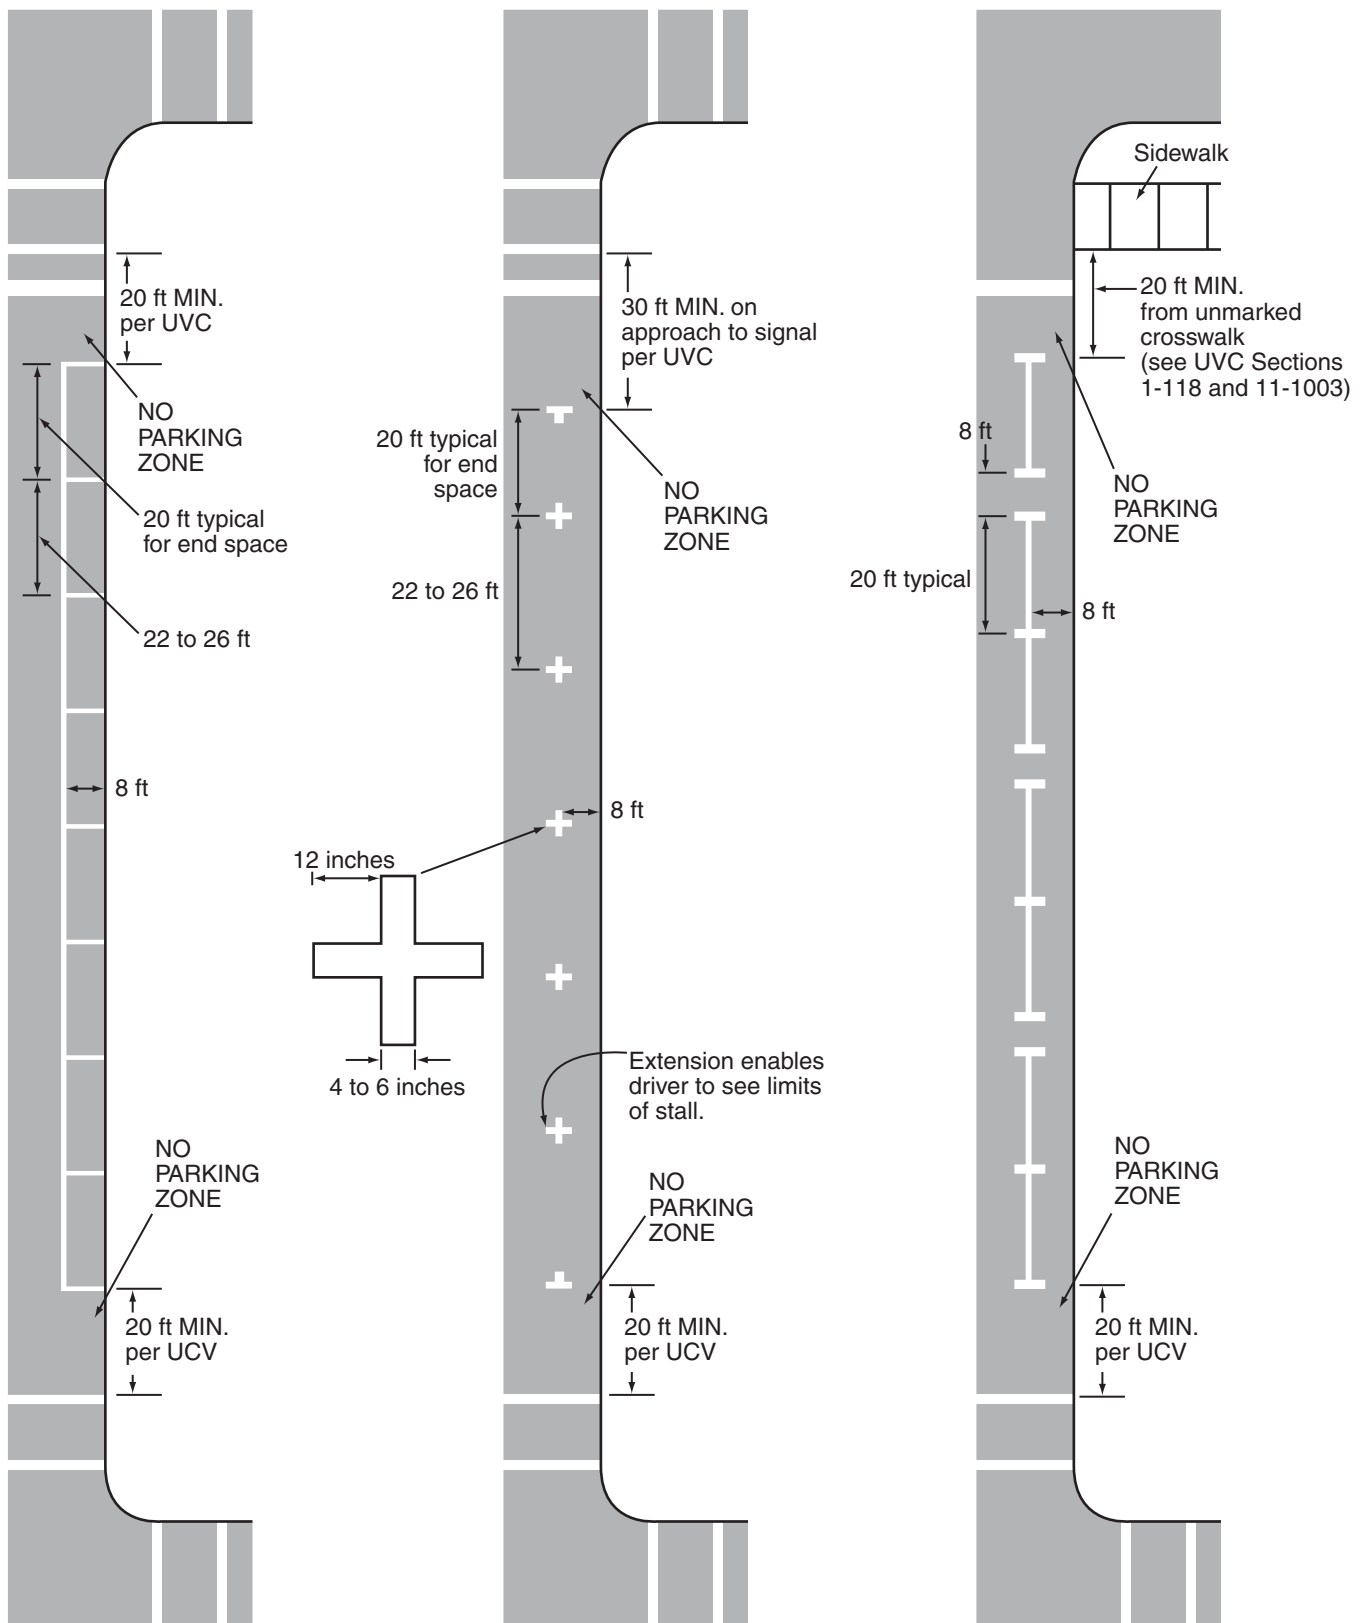 20 ft MIN.
per UVC
NO
PARKING
ZONE
20 ft typical
for end space
22 to 26 ft
8 ft
NO
PARKING
ZONE
20 ft MIN.
per UCV
30 ft MIN. on
approach to signal
per UVC
20 ft typical
for end
space
NO
PARKING
ZONE
22 to 26 ft
8 ft
12 inches
4 to 6 inches
Extension enables
driver to see limits
of stall.
NO
PARKING
ZONE
20 ft MIN.
per UCV
Sidewalk
20 ft MIN.
from unmarked
crosswalk
(see UVC Sections
1-118 and 11-1003)
8 ft
NO
PARKING
ZONE
20 ft typical
8 ft
NO
PARKING
ZONE
20 ft MIN.
per UCV